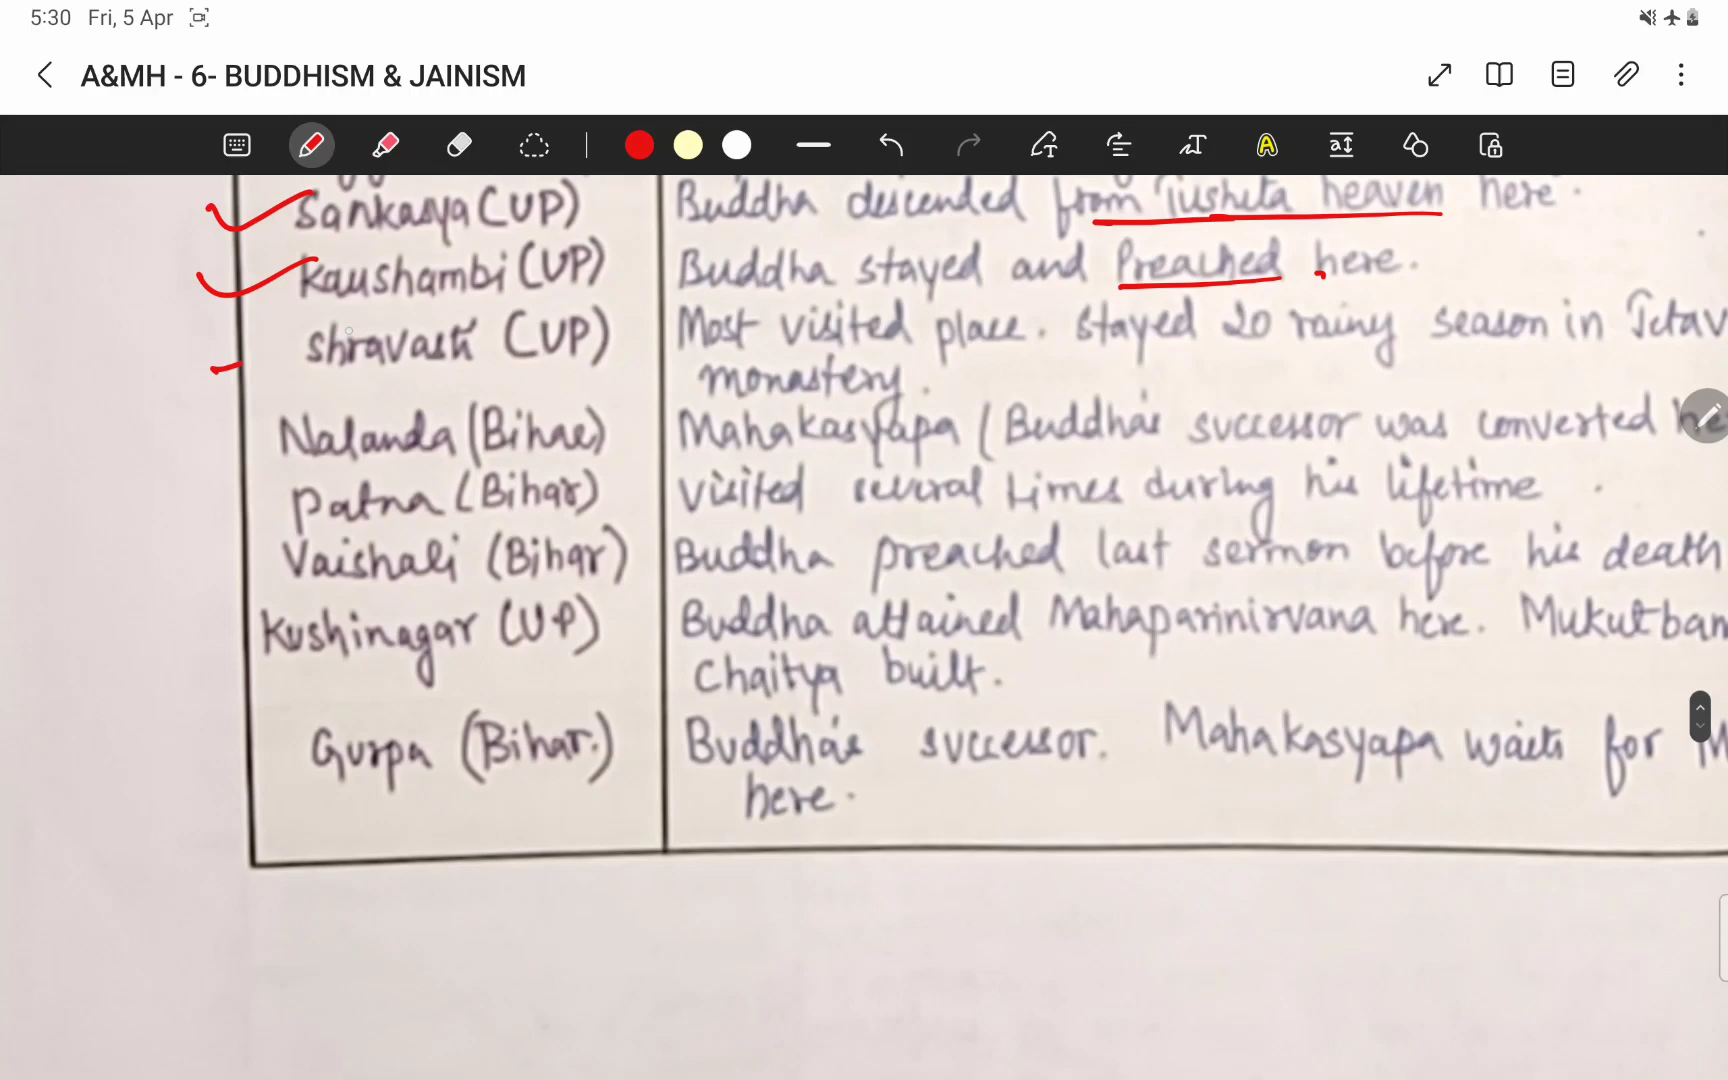 5:30 Fri, 5 Apr
A&MH - 6- BUDDHISM & JAINISM
Sankasya (UP) Buddha descended from Tushita heaven here.
Kaushambi (UP) Buddha stayed and Preached here.
Shravasti (UP) Most visited place. Stayed 20 rainy season in Jetav
monastery.
Nalanda (Bihar) Mahakasyapa (Buddha's successor was converted he
Patna (Bihar) Visited several times during his lifetime.
Vaishali (Bihar) Buddha preached last sermon before his death
Kushinagar (UP) Buddha attained Mahaparinirvana here. Mukutban
Chaitya built.
Gurpa (Bihar.) Buddha's successor. Mahakasyapa waits for M
here.